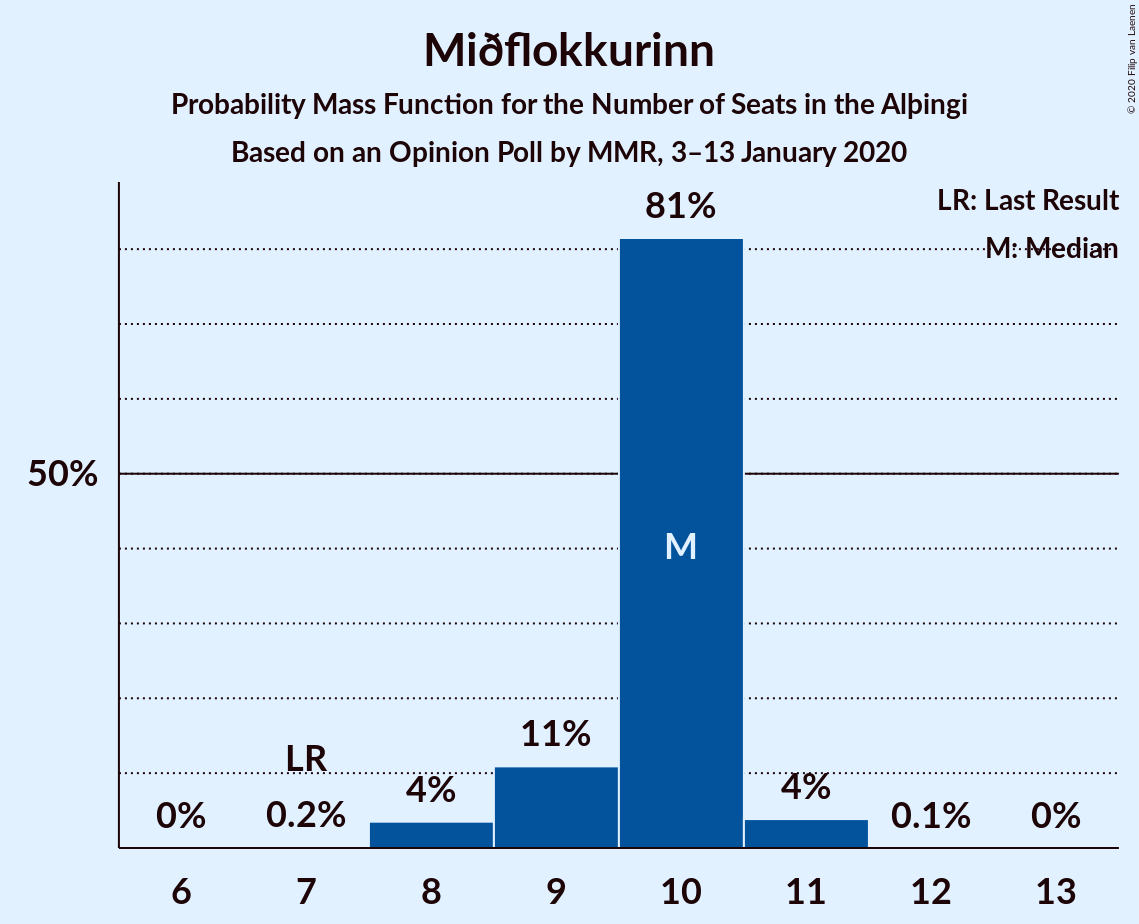 Miðflokkurinn
Probability Mass Function for the Number of Seats in the Alþingi
Based on an Opinion Poll by MMR, 3–13 January 2020
© 2020 Filip van Laenen
LR: Last Result
M: Median
81%
50%
M
11%
LR
4%
4%
0%
0.2%
0.1%
0%
6 7 8 9 10 11 12 13